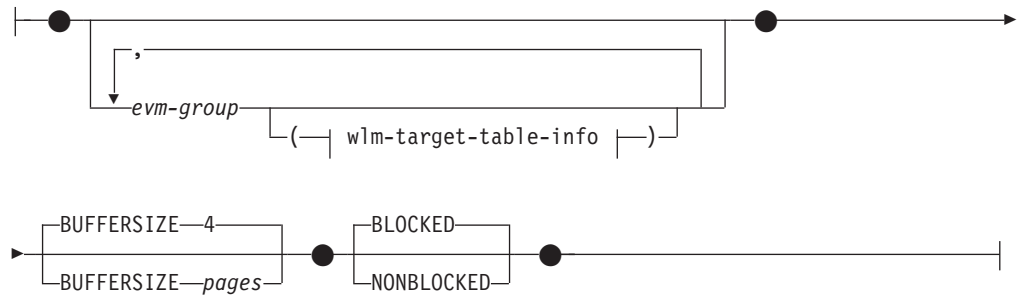 ,
evm-group
( wlm-target-table-info )
BUFFERSIZE 4 BLOCKED
BUFFERSIZE pages NONBLOCKED